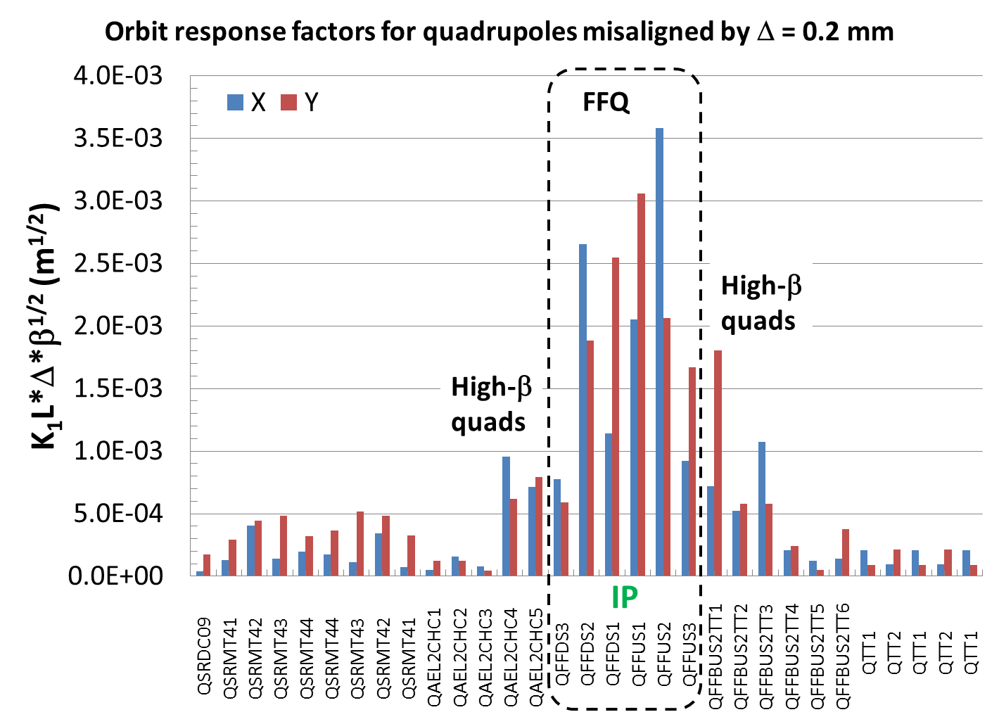 Orbit response factors for quadrupoles misaligned by Δ = 0.2 mm
K₁L*Δ*β¹/² (m¹/²)
4.0E-03
3.5E-03
3.0E-03
2.5E-03
2.0E-03
1.5E-03
1.0E-03
5.0E-04
0.0E+00
X Y
FFQ
High-β
quads
High-β
quads
IP
QSRDC09
QSRMT41
QSRMT42
QSRMT43
QSRMT44
QSRMT44
QSRMT43
QSRMT42
QSRMT41
QAEL2CHC1
QAEL2CHC2
QAEL2CHC3
QAEL2CHC4
QAEL2CHC5
QFFDS3
QFFDS2
QFFDS1
QFFUS1
QFFUS2
QFFUS3
QFFBUS2TT1
QFFBUS2TT2
QFFBUS2TT3
QFFBUS2TT4
QFFBUS2TT5
QFFBUS2TT6
QTT1
QTT2
QTT1
QTT2
QTT1